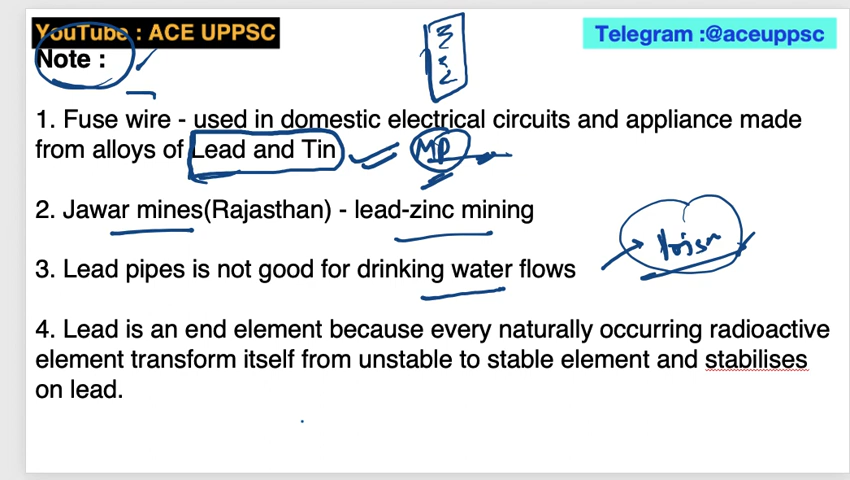 YouTube : ACE UPPSC
Telegram :@aceuppsc
Note :
1. Fuse wire - used in domestic electrical circuits and appliance made
from alloys of Lead and Tin
MP
2. Jawar mines(Rajasthan) - lead-zinc mining
3. Lead pipes is not good for drinking water flows
4. Lead is an end element because every naturally occurring radioactive
element transform itself from unstable to stable element and stabilises
on lead.